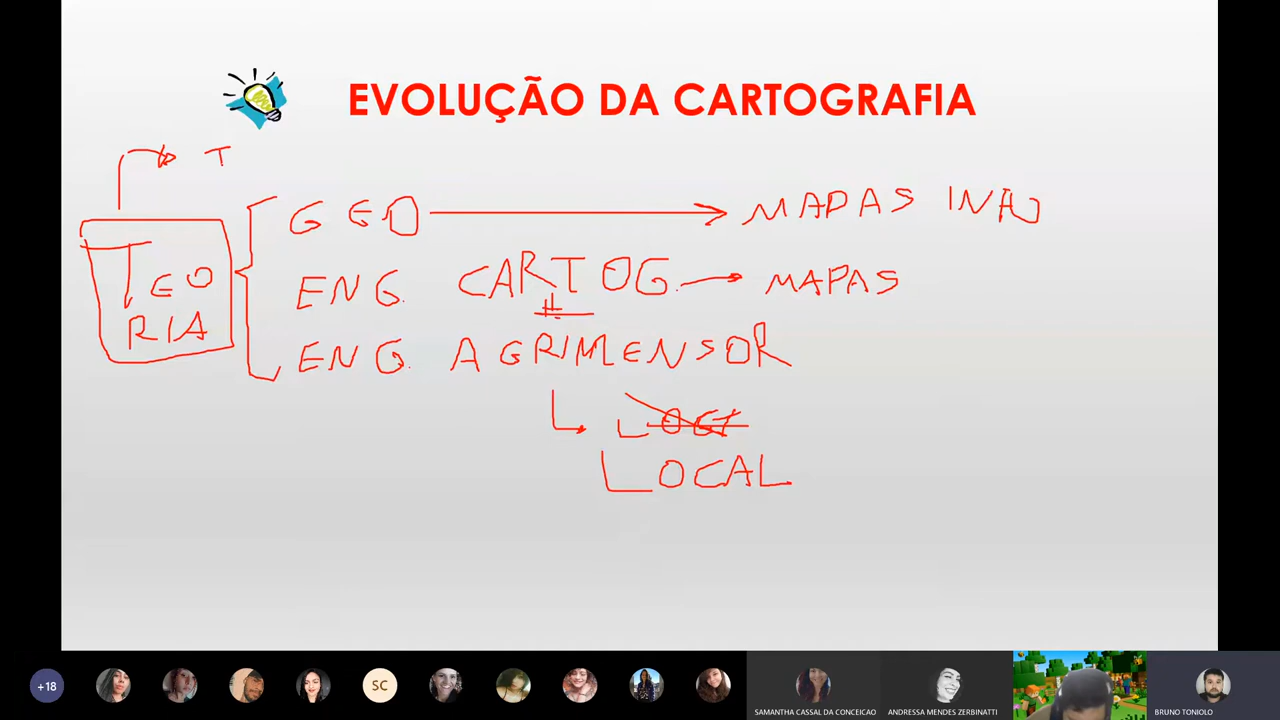 EVOLUÇÃO DA CARTOGRAFIA
T
TEO
RIA
GEO MAPAS
ENG. CARTOG. MAPAS
ENG. AGRIMENSOR
LOCAL
+18
SC
SAMANTHA CASSAL DA CONCEICAO
ANDRESSA MENDES ZERBINATTI
BRUNO TONIOLO